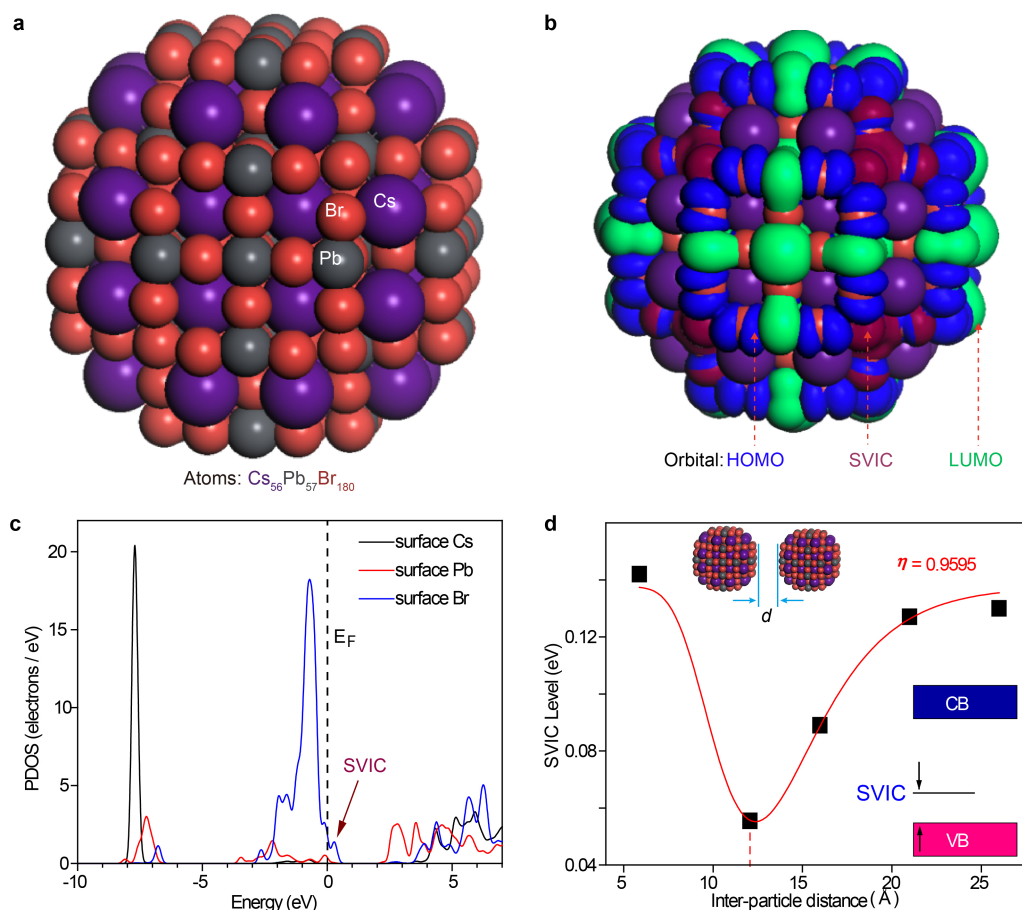 a
Br
Cs
Pb
Atoms: Cs₅₆Pb₅₇Br₁₈₀
b
Orbital: HOMO SVIC LUMO
c
PDOS (electrons / eV)
20
15
10
5
0
surface Cs
surface Pb
surface Br
E_F
SVIC
-10 -5 0 5
Energy (eV)
d
SVIC Level (eV)
0.12
0.08
0.04
η = 0.9595
d
CB
SVIC
VB
5 10 15 20 25
Inter-particle distance (Å)